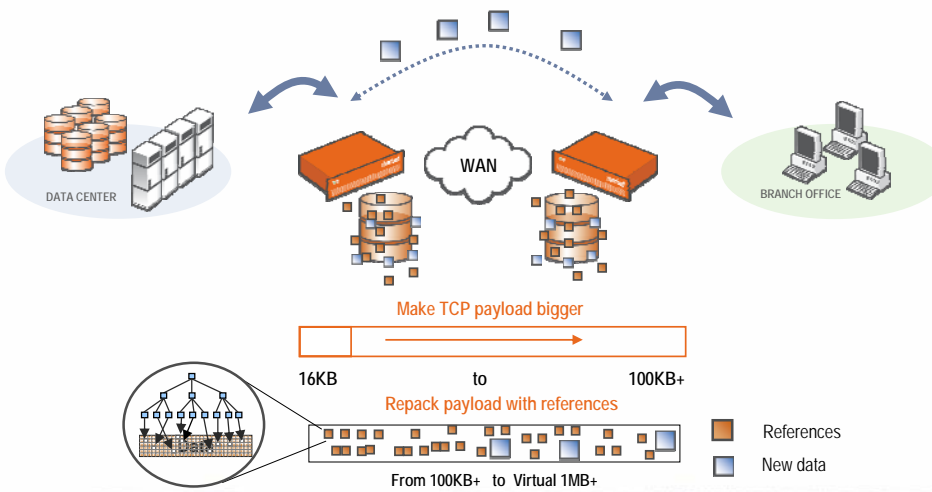 WAN
DATA CENTER
BRANCH OFFICE
Make TCP payload bigger
16KB to 100KB+
Repack payload with references
Data
References
New data
From 100KB+ to Virtual 1MB+